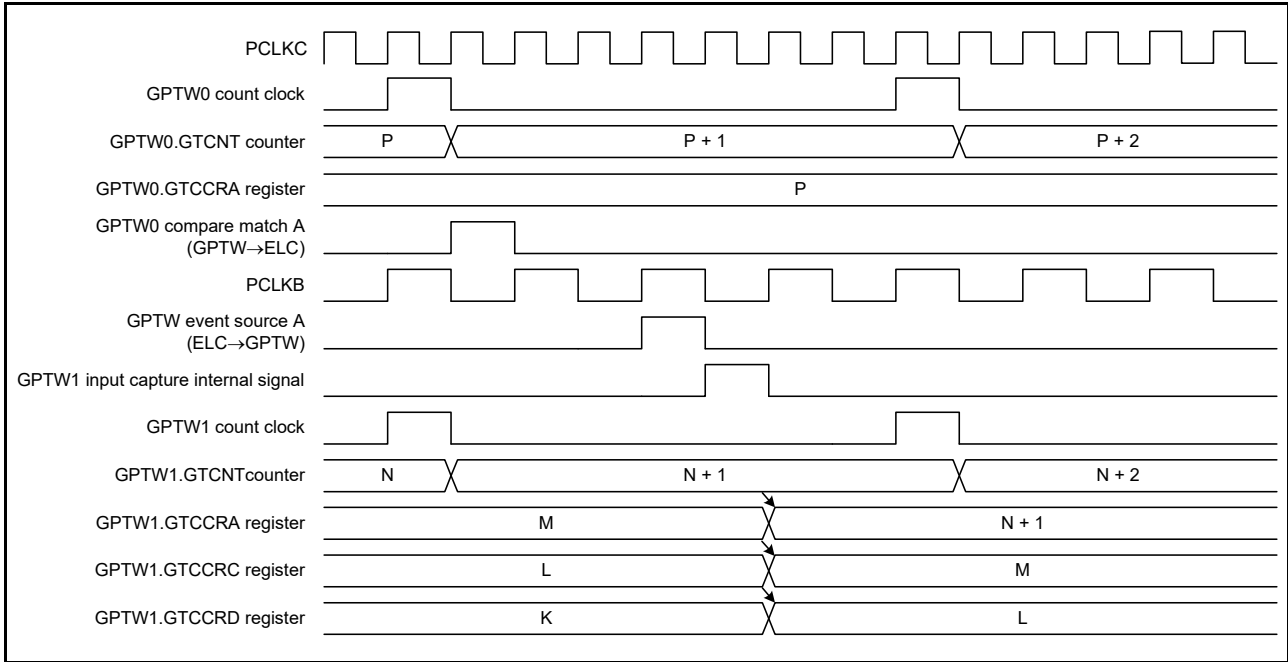 PCLKC
GPTW0 count clock
GPTW0.GTCNT counter P P + 1 P + 2
GPTW0.GTCCRA register P
GPTW0 compare match A
(GPTW→ELC)
PCLKB
GPTW event source A
(ELC→GPTW)
GPTW1 input capture internal signal
GPTW1 count clock
GPTW1.GTCNTcounter N N + 1 N + 2
GPTW1.GTCCRA register M N + 1
GPTW1.GTCCRC register L M
GPTW1.GTCCRD register K L